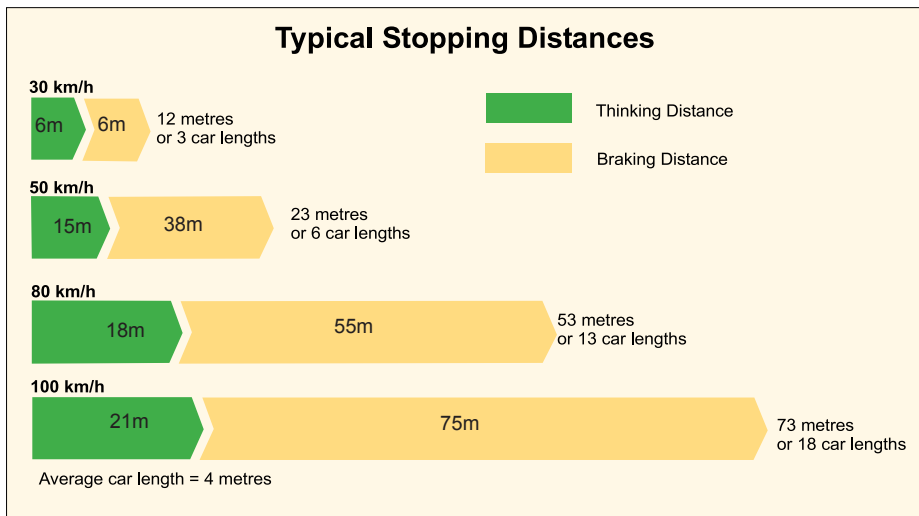 Typical Stopping Distances
30 km/h
6m
6m
12 metres
or 3 car lengths
Thinking Distance
Braking Distance
50 km/h
15m
38m
23 metres
or 6 car lengths
80 km/h
18m
55m
53 metres
or 13 car lengths
100 km/h
21m
75m
73 metres
or 18 car lengths
Average car length = 4 metres